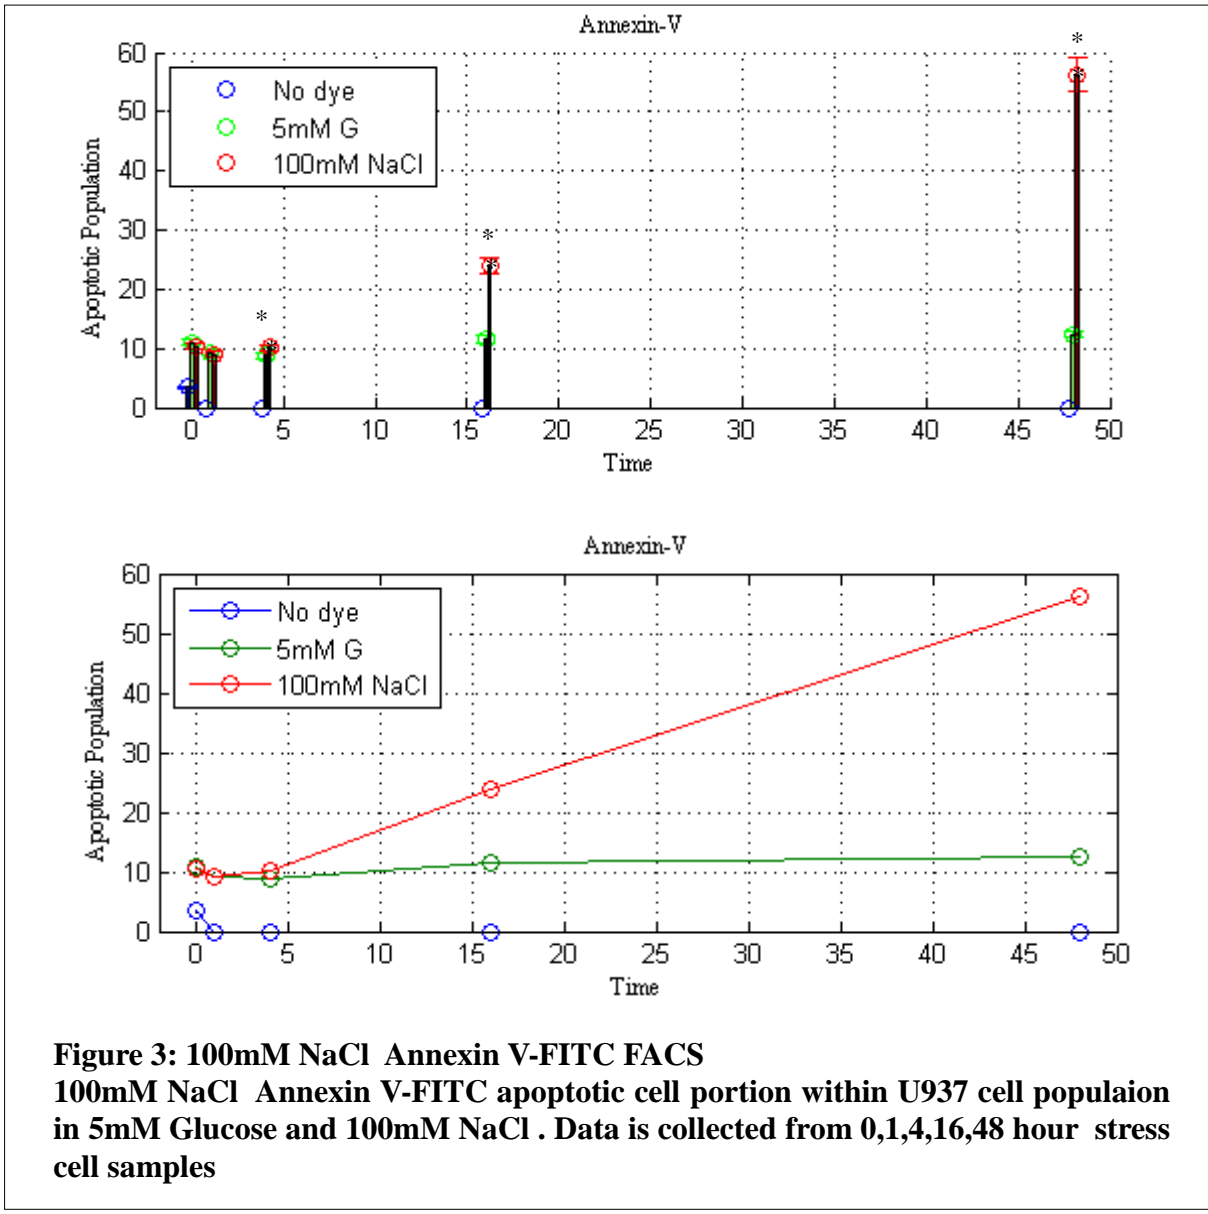 Annexin-V
60
50
40
30
20
10
0
Apoptotic Population
No dye
5mM G
100mM NaCl
*
*
*
*
*
*
0 5 10 15 20 25 30 35 40 45 50
Time
Annexin-V
60
50
40
30
20
10
0
Apoptotic Population
No dye
5mM G
100mM NaCl
0 5 10 15 20 25 30 35 40 45 50
Time
Figure 3: 100mM NaCl Annexin V-FITC FACS
100mM NaCl Annexin V-FITC apoptotic cell portion within U937 cell populaion
in 5mM Glucose and 100mM NaCl . Data is collected from 0,1,4,16,48 hour stress
cell samples